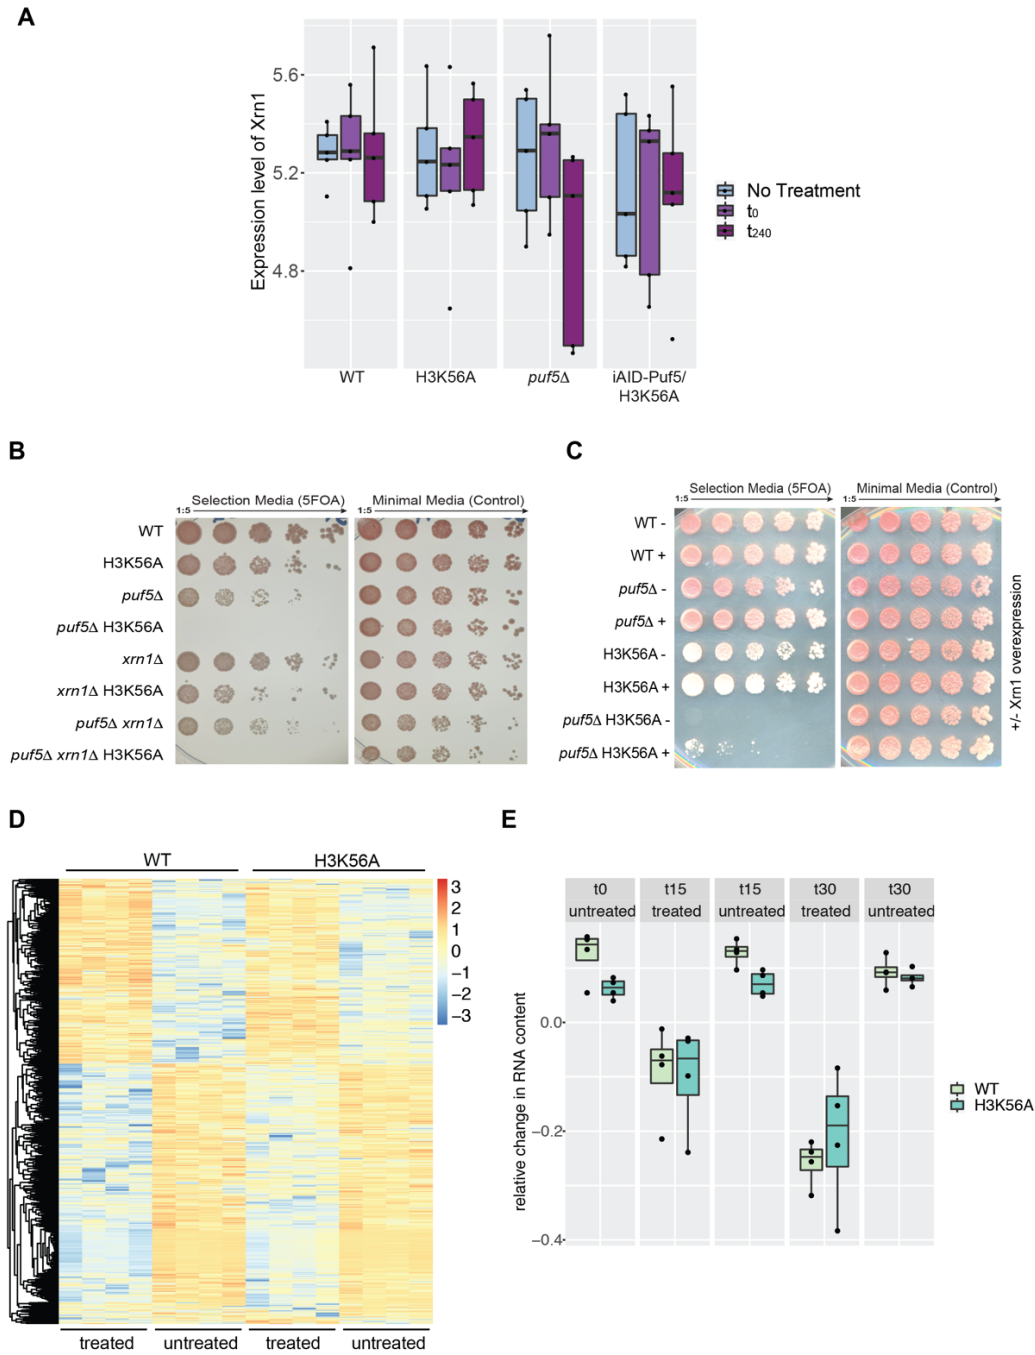 A
Expression level of Xrn1
5.6
5.2
4.8
WT
H3K56A
puf5Δ
iAID-Puf5/
H3K56A
No Treatment
t0
t240
B
Selection Media (5FOA)
Minimal Media (Control)
1:5
WT
H3K56A
puf5Δ
puf5Δ H3K56A
xrn1Δ
xrn1Δ H3K56A
puf5Δ xrn1Δ
puf5Δ xrn1Δ H3K56A
C
Selection Media (5FOA)
Minimal Media (Control)
1:5
WT -
WT +
puf5Δ -
puf5Δ +
H3K56A -
H3K56A +
puf5Δ H3K56A -
puf5Δ H3K56A +
+/- Xrn1 overexpression
D
WT
H3K56A
3
2
1
0
−1
−2
−3
treated
untreated
treated
untreated
E
t0
untreated
t15
treated
t15
untreated
t30
treated
t30
untreated
relative change in RNA content
0.0
−0.2
−0.4
WT
H3K56A